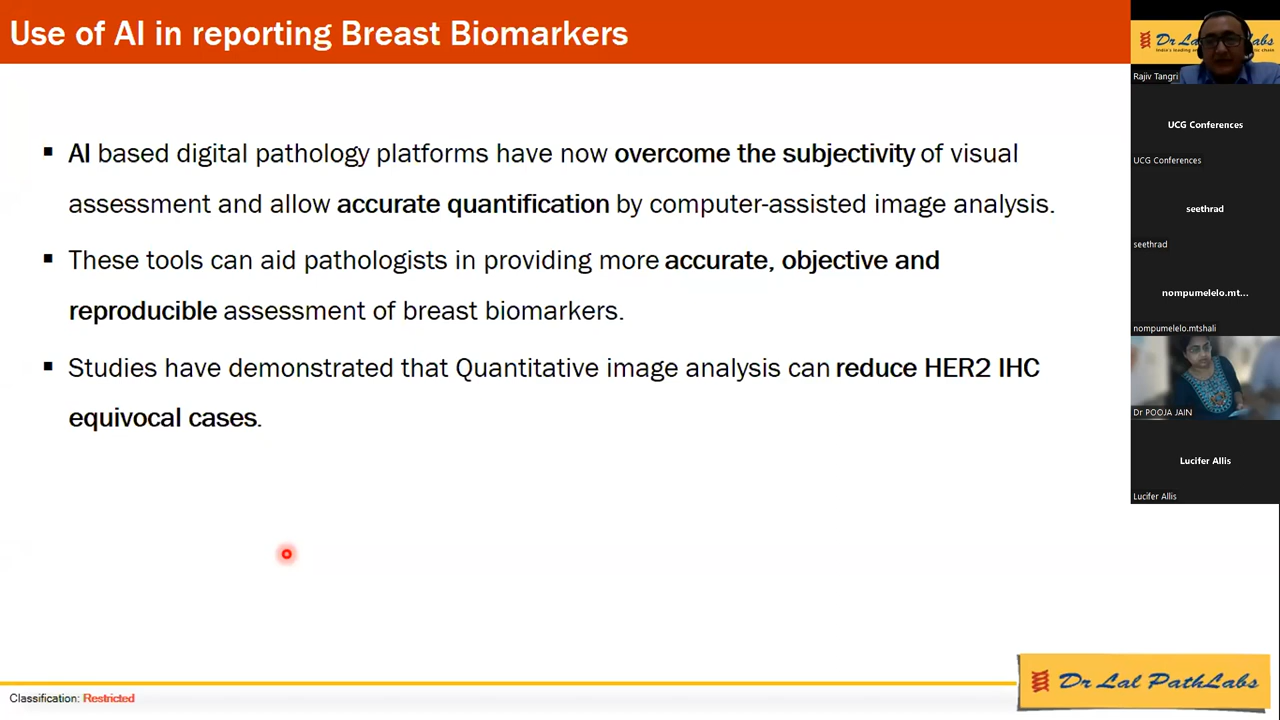 Use of AI in reporting Breast Biomarkers
▪ AI based digital pathology platforms have now overcome the subjectivity of visual
assessment and allow accurate quantification by computer-assisted image analysis.
▪ These tools can aid pathologists in providing more accurate, objective and
reproducible assessment of breast biomarkers.
▪ Studies have demonstrated that Quantitative image analysis can reduce HER2 IHC
equivocal cases.
Classification: Restricted
Dr Lal PathLabs
Rajiv Tangri
UCG Conferences
UCG Conferences
seethrad
seethrad
nompumelelo.mt...
nompumelelo.mtshali
Dr POOJA JAIN
Lucifer Allis
Lucifer Allis